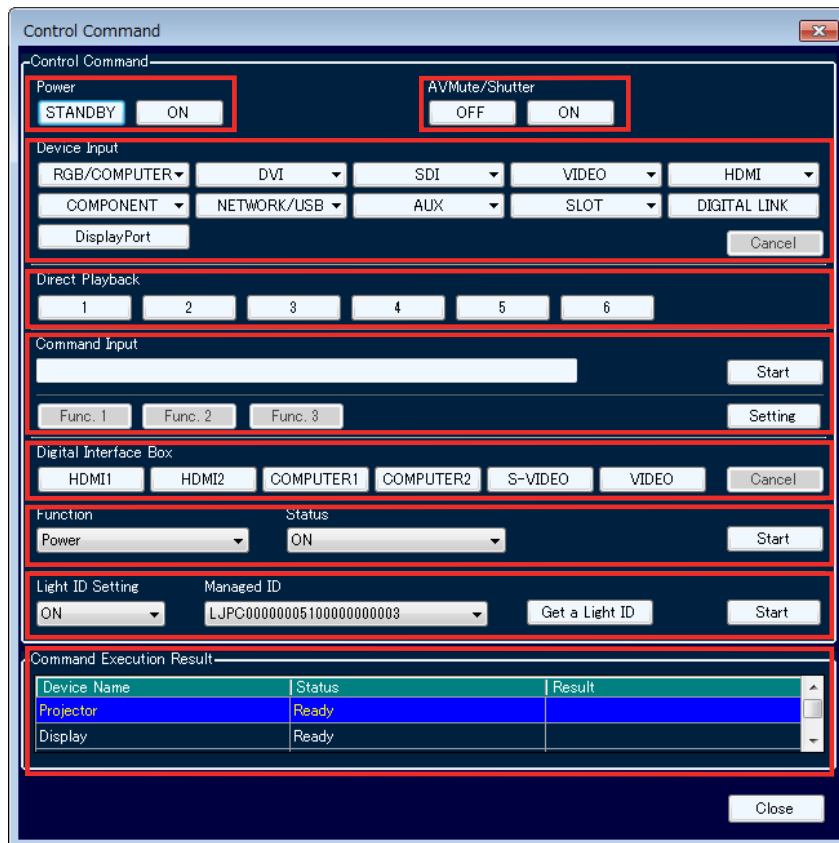 Control Command
Control Command
Power
AVMute/Shutter
STANDBY ON OFF ON
Device Input
RGB/COMPUTER DVI SDI VIDEO HDMI
COMPONENT NETWORK/USB AUX SLOT DIGITAL LINK
DisplayPort Cancel
Direct Playback
1 2 3 4 5 6
Command Input
Start
Func. 1 Func. 2 Func. 3 Setting
Digital Interface Box
HDMI1 HDMI2 COMPUTER1 COMPUTER2 S-VIDEO VIDEO Cancel
Function Status
Power ON Start
Light ID Setting Managed ID
ON LJPC00000005100000000003 Get a Light ID Start
Command Execution Result
Device Name Status Result
Projector Ready
Display Ready
Close